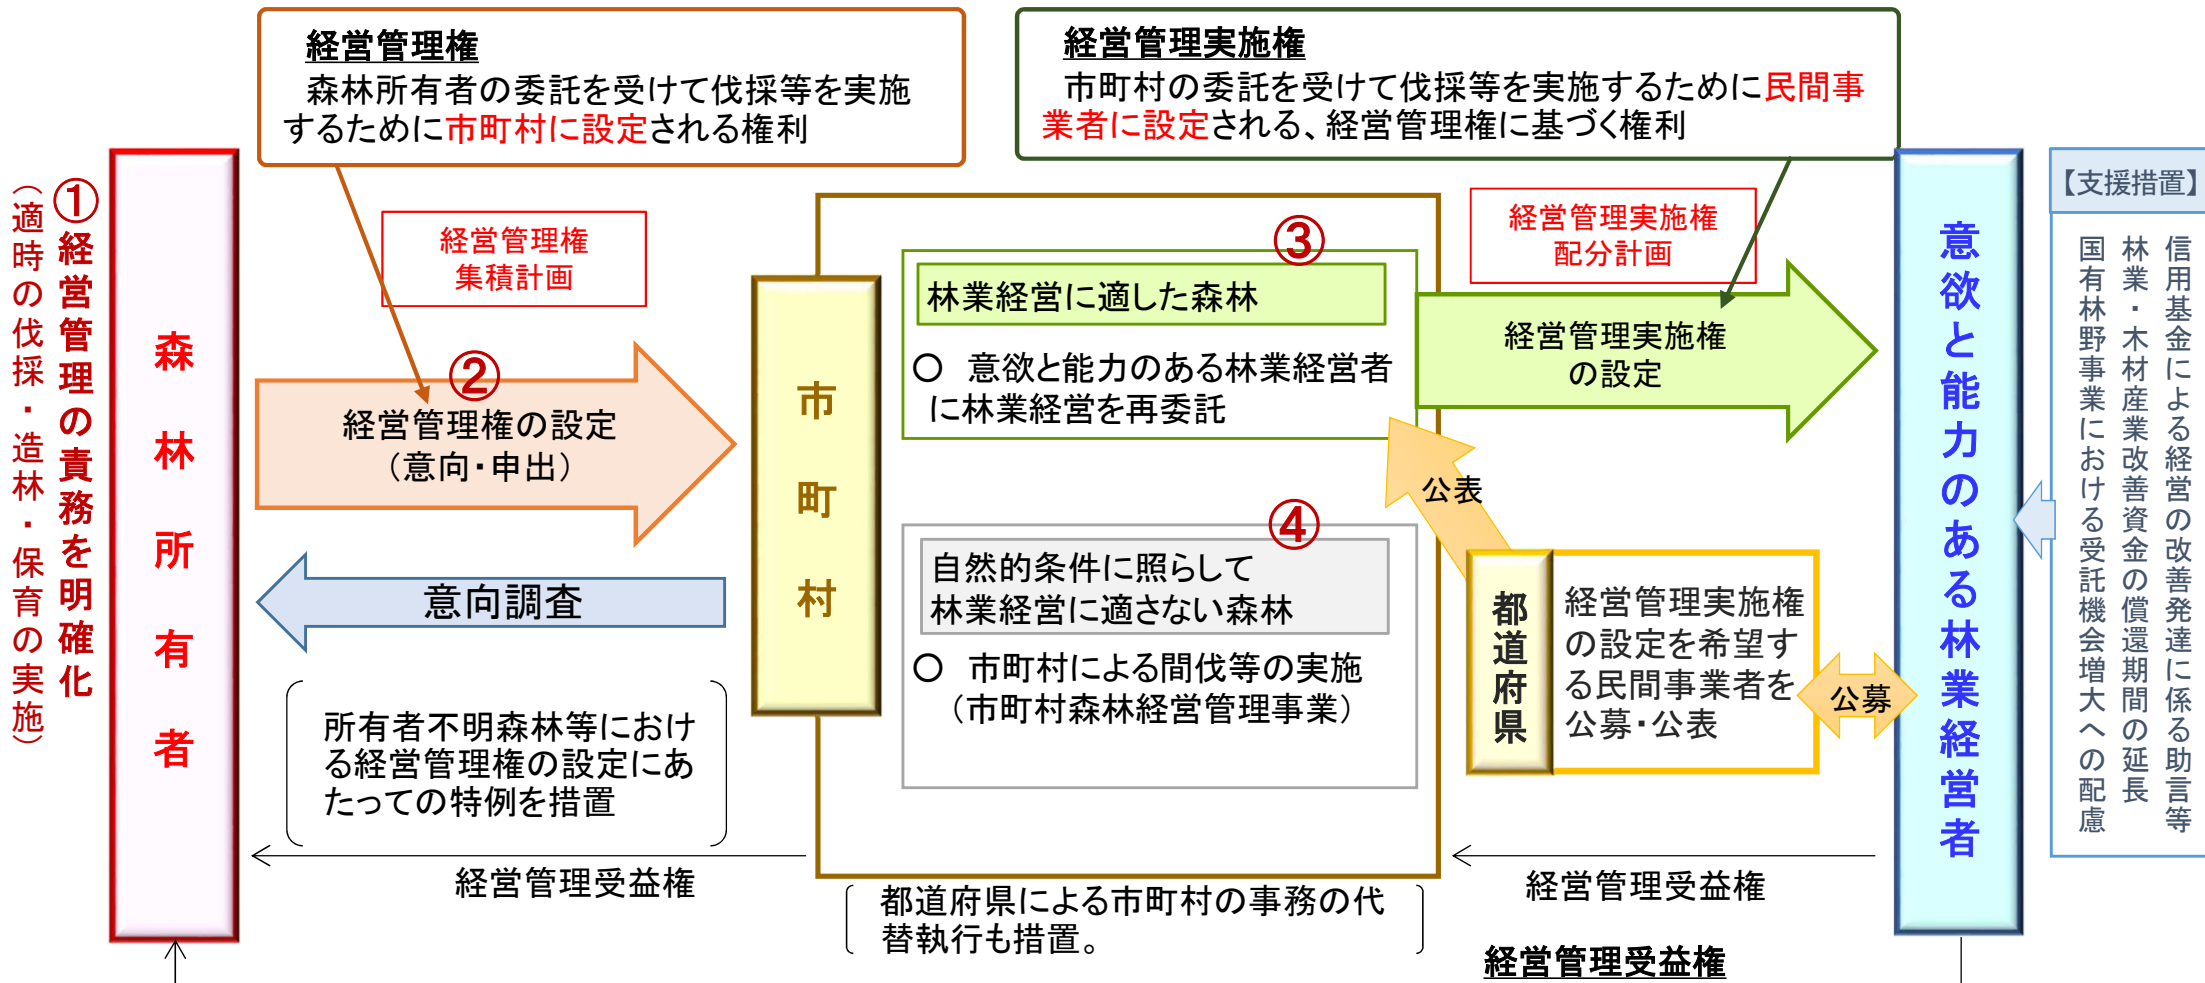 経営管理権
森林所有者の委託を受けて伐採等を実施
するために市町村に設定される権利
経営管理実施権
市町村の委託を受けて伐採等を実施するために民間事
業者に設定される、経営管理権に基づく権利
①経営管理の責務を明確化
（適時の伐採・造林・保育の実施）
森林所有者
経営管理権
集積計画
②
経営管理権の設定
（意向・申出）
意向調査
所有者不明森林等におけ
る経営管理権の設定にあ
たっての特例を措置
経営管理受益権
市町村
③
林業経営に適した森林
〇 意欲と能力のある林業経営者
に林業経営を再委託
④
自然的条件に照らして
林業経営に適さない森林
〇 市町村による間伐等の実施
（市町村森林経営管理事業）
都道府県による市町村の事務の代
替執行も措置。
経営管理実施権
配分計画
経営管理実施権
の設定
公表
都道府県
経営管理実施権
の設定を希望す
る民間事業者を
公募・公表
公募
経営管理受益権
経営管理受益権
意欲と能力のある林業経営者
【支援措置】
信用基金による経営の改善発達に係る助言等
林業・木材産業改善資金の償還期間の延長
国有林野事業における受託機会増大への配慮